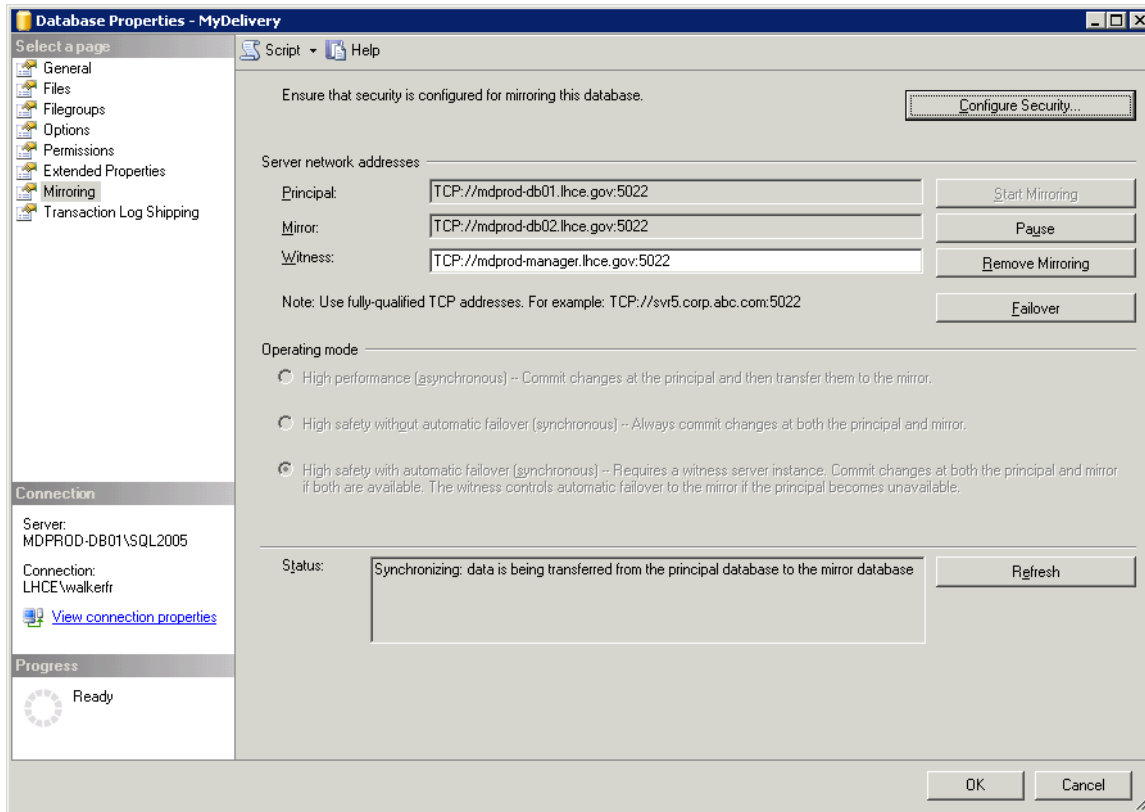 Database Properties - MyDelivery
Select a page
General
Files
Filegroups
Options
Permissions
Extended Properties
Mirroring
Transaction Log Shipping
Connection
Server:
MDPROD-DB01\SQL2005
Connection:
LHCE\walkerfr
View connection properties
Progress
Ready
Script
Help
Ensure that security is configured for mirroring this database.
Configure Security...
Server network addresses
Principal:
TCP://mdprod-db01.lhce.gov:5022
Start Mirroring
Mirror:
TCP://mdprod-db02.lhce.gov:5022
Pause
Witness:
TCP://mdprod-manager.lhce.gov:5022
Remove Mirroring
Note: Use fully-qualified TCP addresses. For example: TCP://svr5.corp.abc.com:5022
Failover
Operating mode
High performance (asynchronous) -- Commit changes at the principal and then transfer them to the mirror.
High safety without automatic failover (synchronous) -- Always commit changes at both the principal and mirror.
High safety with automatic failover (synchronous) -- Requires a witness server instance. Commit changes at both the principal and mirror
if both are available. The witness controls automatic failover to the mirror if the principal becomes unavailable.
Status:
Synchronizing: data is being transferred from the principal database to the mirror database
Refresh
OK
Cancel